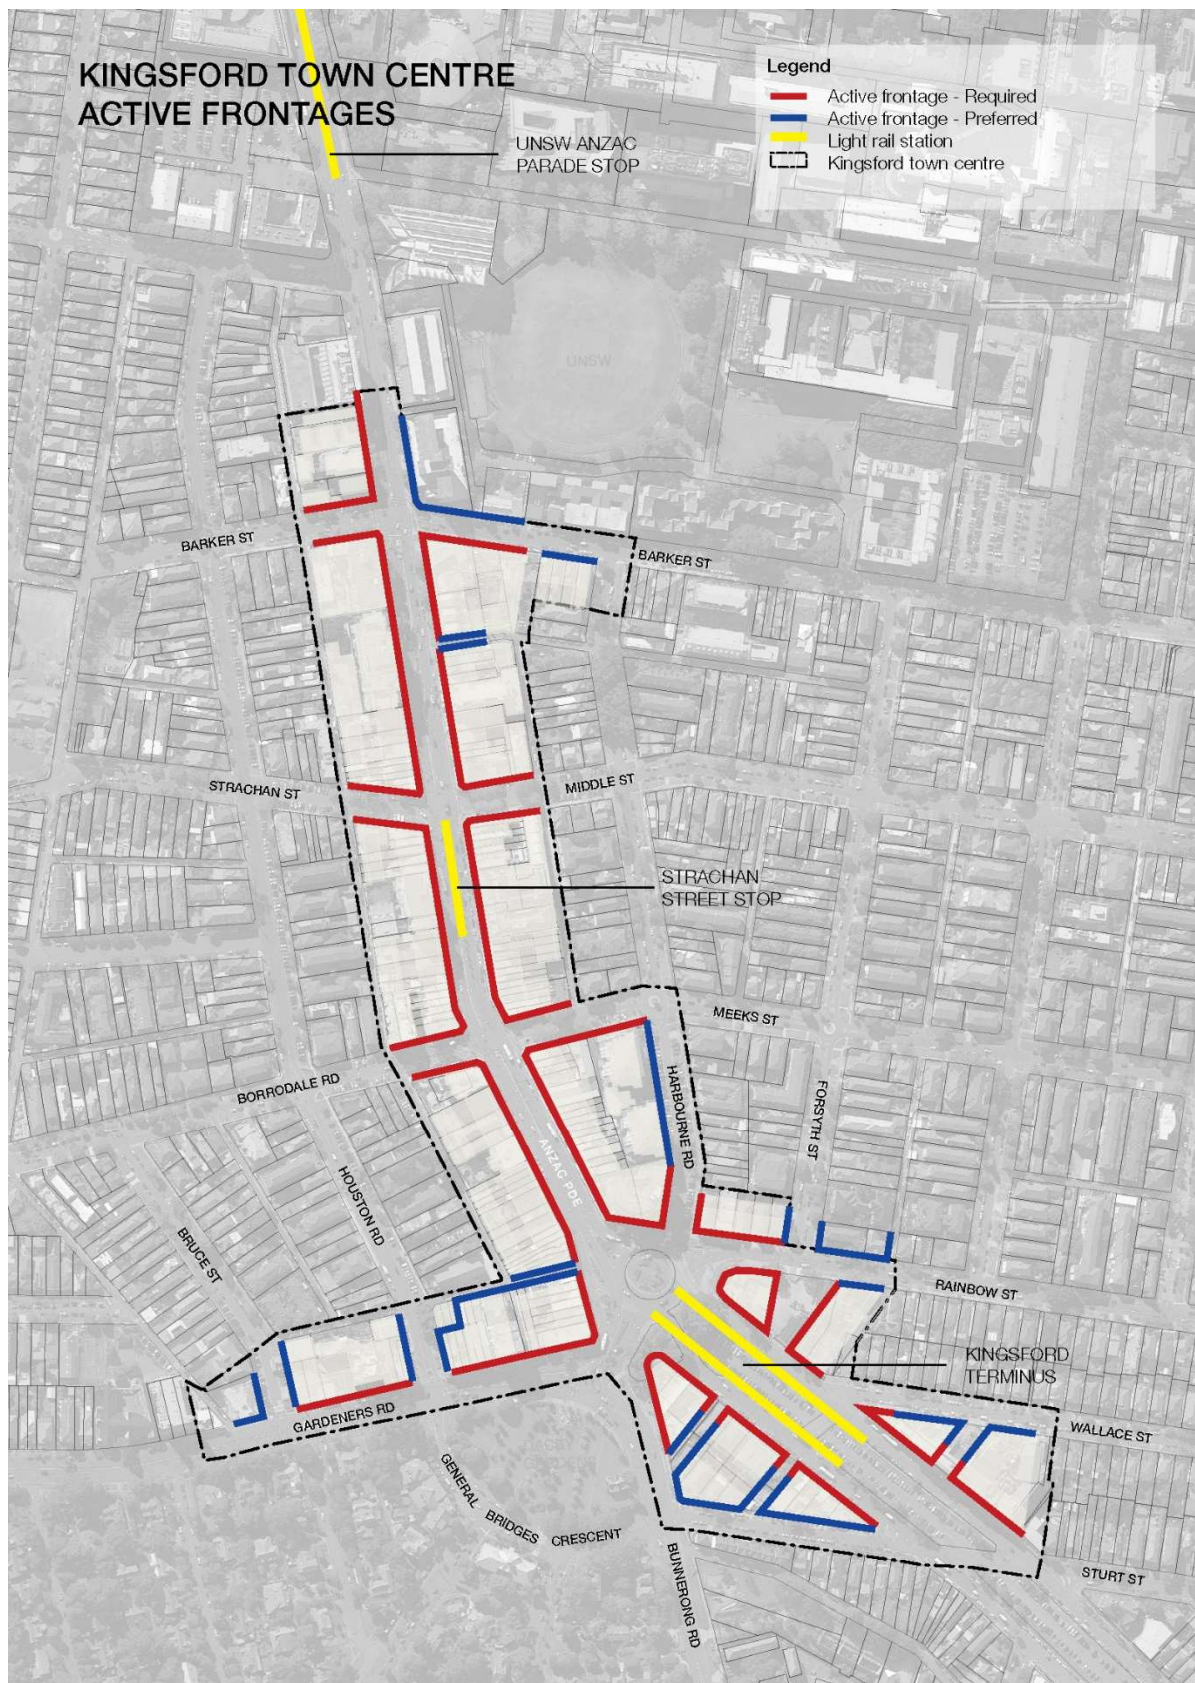 KINGSFORD TOWN CENTRE
ACTIVE FRONTAGES
Legend
Active frontage - Required
Active frontage - Preferred
Light rail station
Kingsford town centre
UNSW ANZAC
PARADE STOP
UNSW
BARKER ST
BARKER ST
STRACHAN ST
MIDDLE ST
STRACHAN
STREET STOP
MEEKS ST
BORRODALE RD
HARBOURNE RD
FORSYTH ST
ANZAC PDE
HOUSTON RD
BRUCE ST
RAINBOW ST
KINGSFORD
TERMINUS
GARDENERS RD
WALLACE ST
GENERAL BRIDGES CRESCENT
BUNNERONG RD
STURT ST